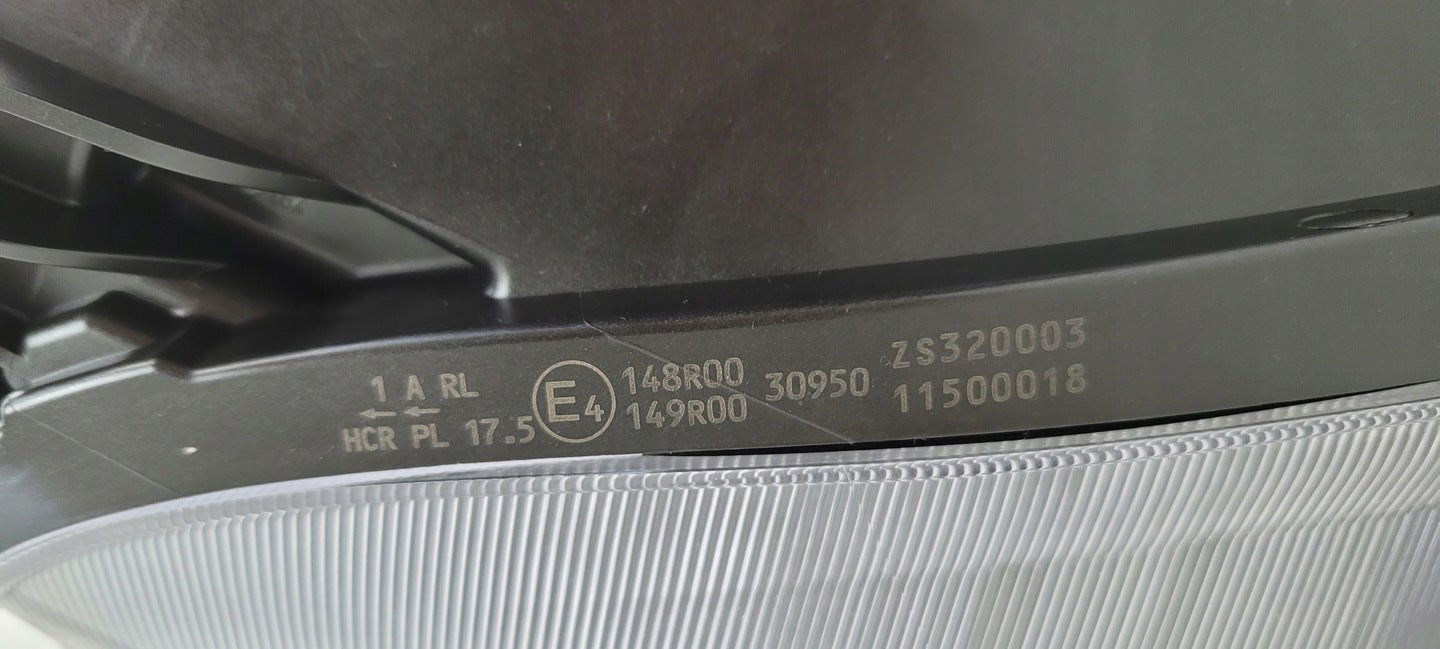 1 A RL
←←
HCR PL 17.5
E4
148R00
149R00
30950
ZS320003
11500018